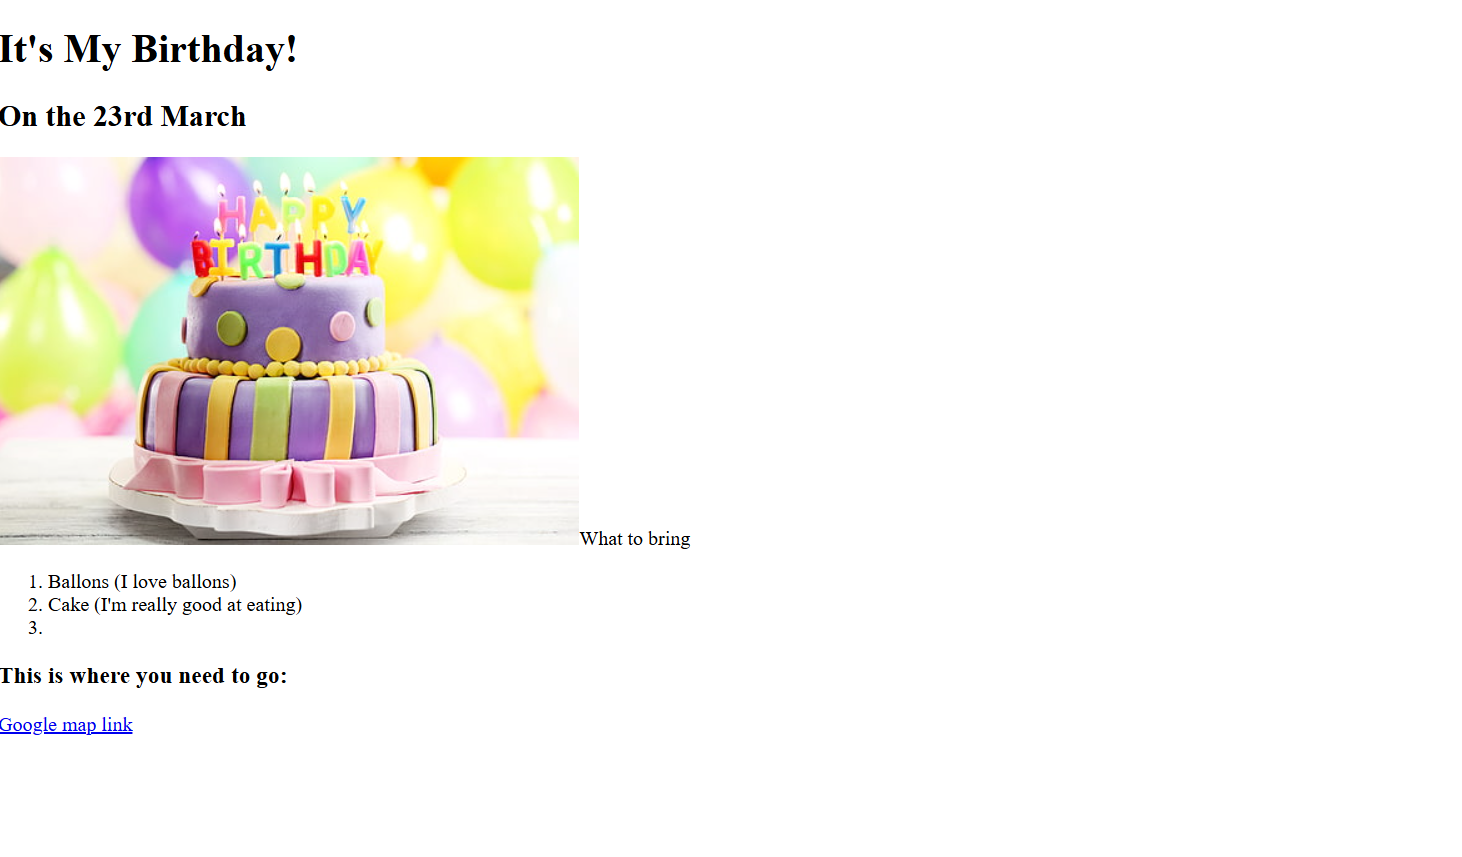 It's My Birthday!
On the 23rd March
HAPPY
BIRTHDAY
What to bring
1. Ballons (I love ballons)
2. Cake (I'm really good at eating)
3.
This is where you need to go:
Google map link